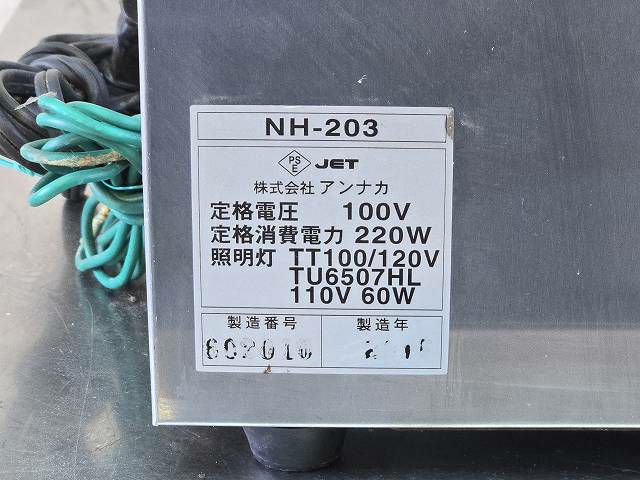 NH-203
PS
E
JET
株式会社 アンナカ
定格電圧 100V
定格消費電力 220W
照明灯 TT100/120V
TU6507HL
110V 60W
製造番号
製造年